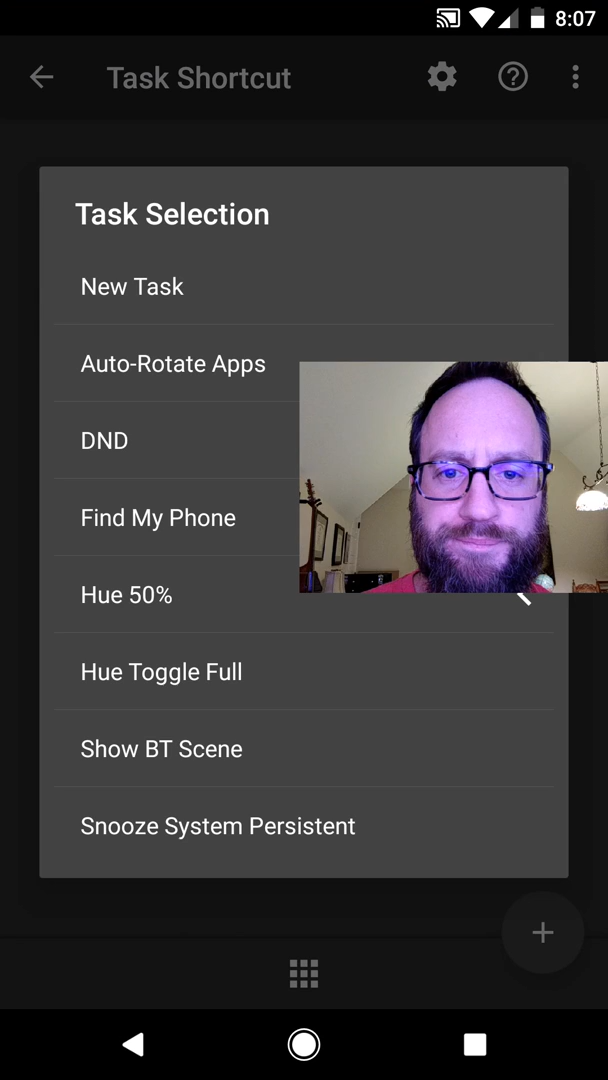 8:07
Task Shortcut
Task Selection
New Task
Auto-Rotate Apps
DND
Find My Phone
Hue 50%
Hue Toggle Full
Show BT Scene
Snooze System Persistent